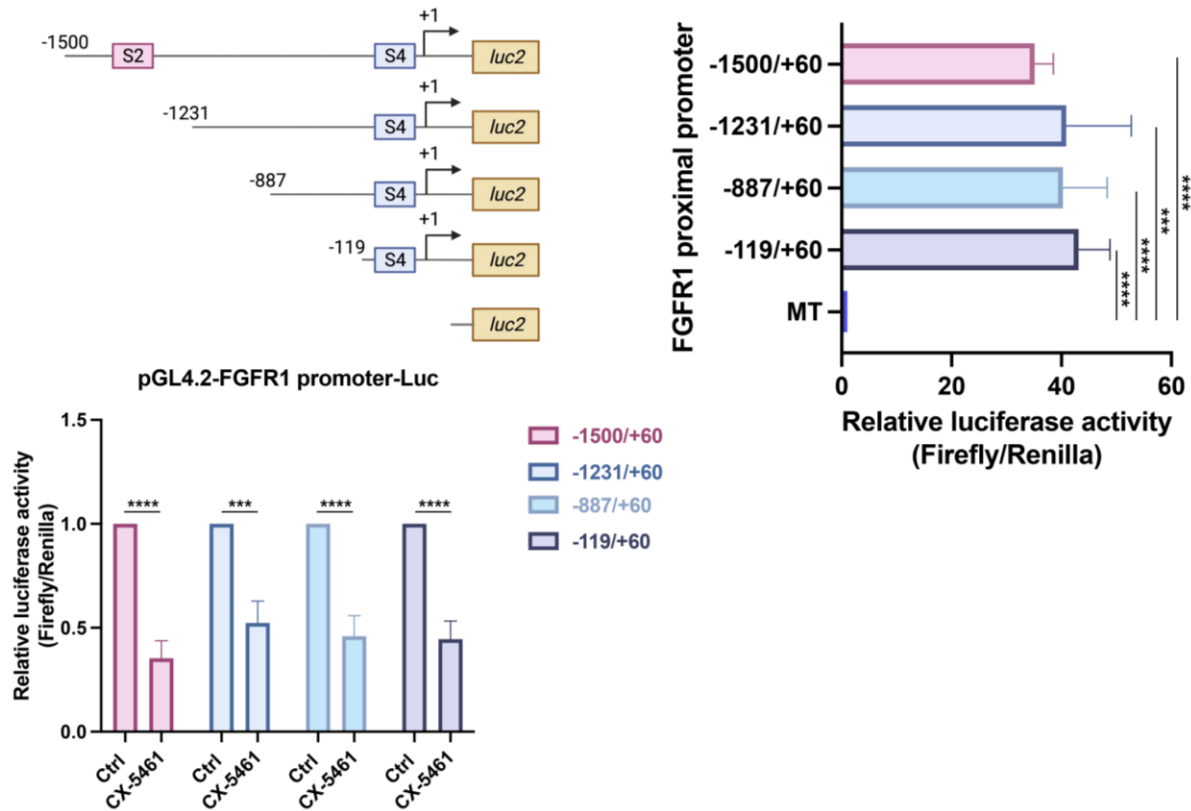 -1500
S2
S4
+1
luc2
-1231
S4
+1
luc2
-887
S4
+1
luc2
-119
S4
+1
luc2
luc2
FGFR1 proximal promoter
-1500/+60
-1231/+60
-887/+60
-119/+60
MT
****
***
****
****
0
20
40
60
Relative luciferase activity
(Firefly/Renilla)
pGL4.2-FGFR1 promoter-Luc
Relative luciferase activity
(Firefly/Renilla)
1.5
1.0
0.5
0.0
****
***
****
****
Ctrl
CX-5461
Ctrl
CX-5461
Ctrl
CX-5461
Ctrl
CX-5461
-1500/+60
-1231/+60
-887/+60
-119/+60